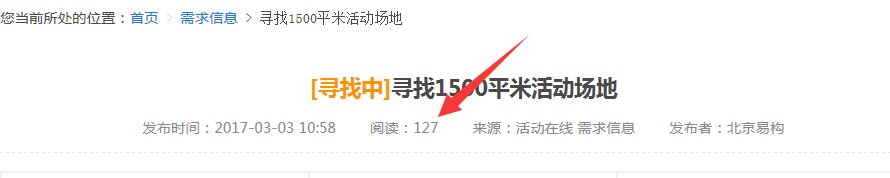 您当前所处的位置：首页 > 需求信息 > 寻找1500平米活动场地
[寻找中]寻找1500平米活动场地
发布时间：2017-03-03 10:58 阅读：127 来源：活动在线 需求信息 发布者：北京易构